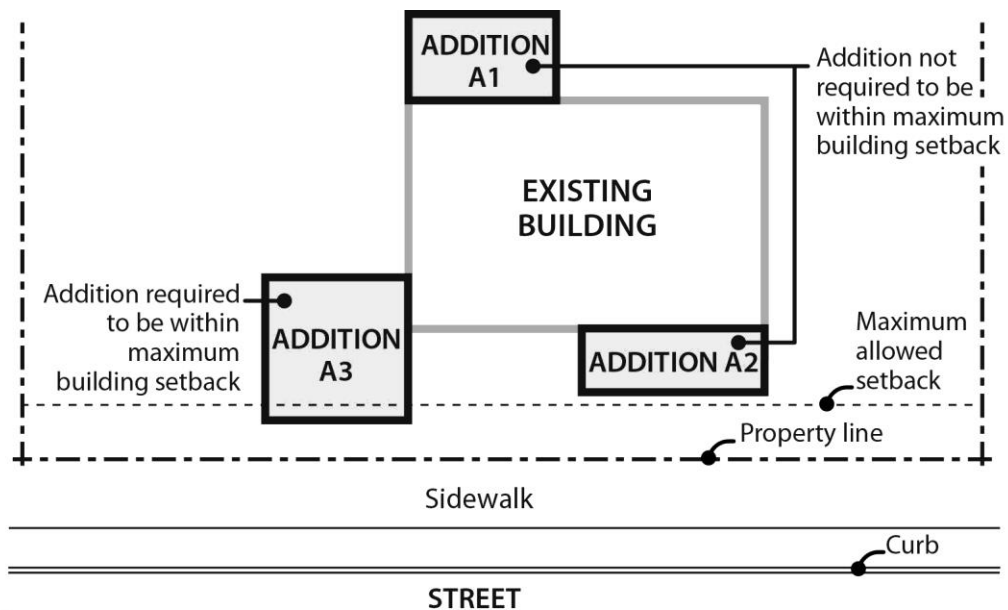 ADDITION
A1
Addition not
required to be
within maximum
building setback
EXISTING
BUILDING
Addition required
to be within
maximum
building setback
ADDITION
A3
ADDITION A2
Maximum
allowed
setback
Property line
Sidewalk
Curb
STREET